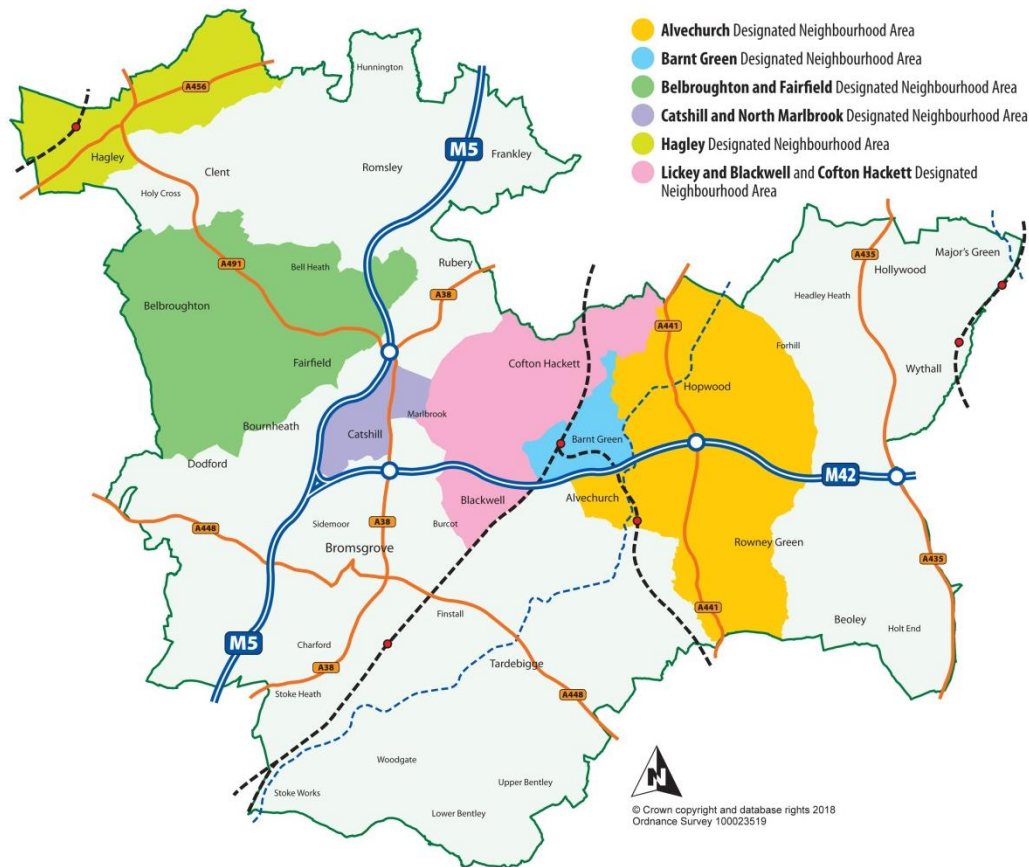 Alvechurch Designated Neighbourhood Area
Barnt Green Designated Neighbourhood Area
Belbroughton and Fairfield Designated Neighbourhood Area
Catshill and North Marlbrook Designated Neighbourhood Area
Hagley Designated Neighbourhood Area
Lickey and Blackwell and Cofton Hackett Designated
Neighbourhood Area
Hunnington
A456
M5
Frankley
Hagley
Clent
Romsley
Holy Cross
A435
Major's Green
Hollywood
A491
Bell Heath
Rubery
A38
Headley Heath
Belbroughton
A441
Forhill
Fairfield
Cofton Hackett
Wythall
Hopwood
Marlbrook
Bournheath
Catshill
Barnt Green
Dodford
M42
Blackwell
Alvechurch
A448
Sidemoor
A38
Burcot
Bromsgrove
Rowney Green
A435
A441
Finstall
Beoley
Holt End
M5
Charford
A38
Tardebigge
Stoke Heath
A448
Woodgate
Upper Bentley
Stoke Works
Lower Bentley
N
© Crown copyright and database rights 2018
Ordnance Survey 100023519